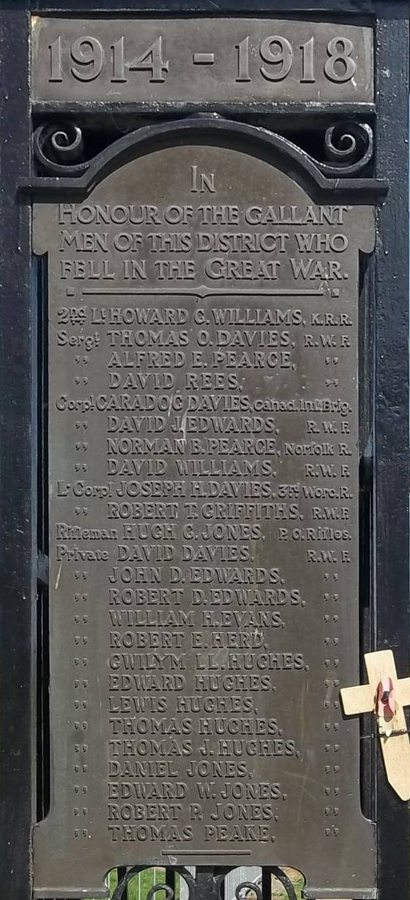 1914 - 1918
IN
HONOUR OF THE GALLANT
MEN OF THIS DISTRICT WHO
FELL IN THE GREAT WAR.
2nd Lt HOWARD G. WILLIAMS, K.R.R.
Sergt THOMAS O. DAVIES, R.W.F.
" ALFRED E. PEARCE, "
" DAVID REES, "
Corpl CARADOG DAVIES, Canad. Inf. Brig.
" DAVID J. EDWARDS, R.W.F.
" NORMAN B. PEARCE, Norfolk R.
" DAVID WILLIAMS, R.W.F.
L-Corpl JOSEPH H. DAVIES, 3rd Worc. R.
" ROBERT T. GRIFFITHS, R.W.F.
Rifleman HUGH G. JONES, P.O. Rifles.
Private DAVID DAVIES, R.W.F.
" JOHN D. EDWARDS, "
" ROBERT D. EDWARDS, "
" WILLIAM H. EVANS, "
" ROBERT E. HERD, "
" GWILYM LL. HUGHES, "
" EDWARD HUGHES, "
" LEWIS HUGHES, "
" THOMAS HUGHES, "
" THOMAS J. HUGHES, "
" DANIEL JONES, "
" EDWARD W. JONES, "
" ROBERT P. JONES, "
" THOMAS PEAKE, "